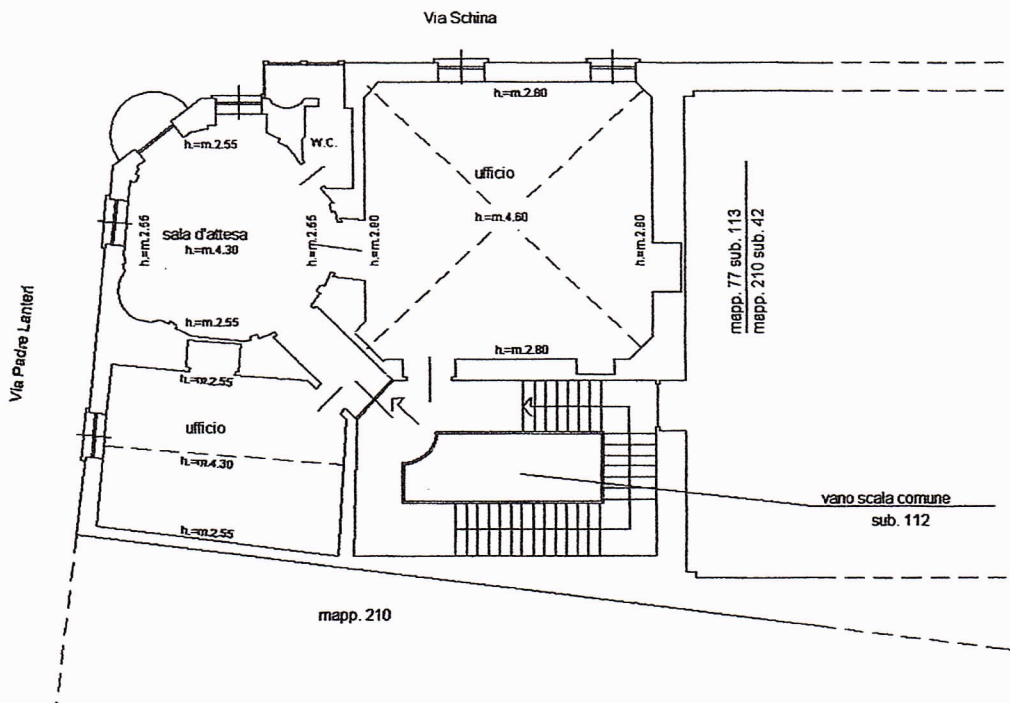 Via Schina
h.=m.2.80
h.=m.2.55
W.C.
ufficio
h.=m.4.60
sala d'attesa
h.=m.4.30
h.=m.2.55
h.=m.2.55
h.=m.2.80
h.=m.2.80
mapp. 77 sub. 113
mapp. 210 sub. 42
h.=m.2.55
h.=m.2.80
Via Padre Lanteri
h.=m.2.55
ufficio
h.=m.4.30
h.=m.2.55
vano scala comune
sub. 112
mapp. 210